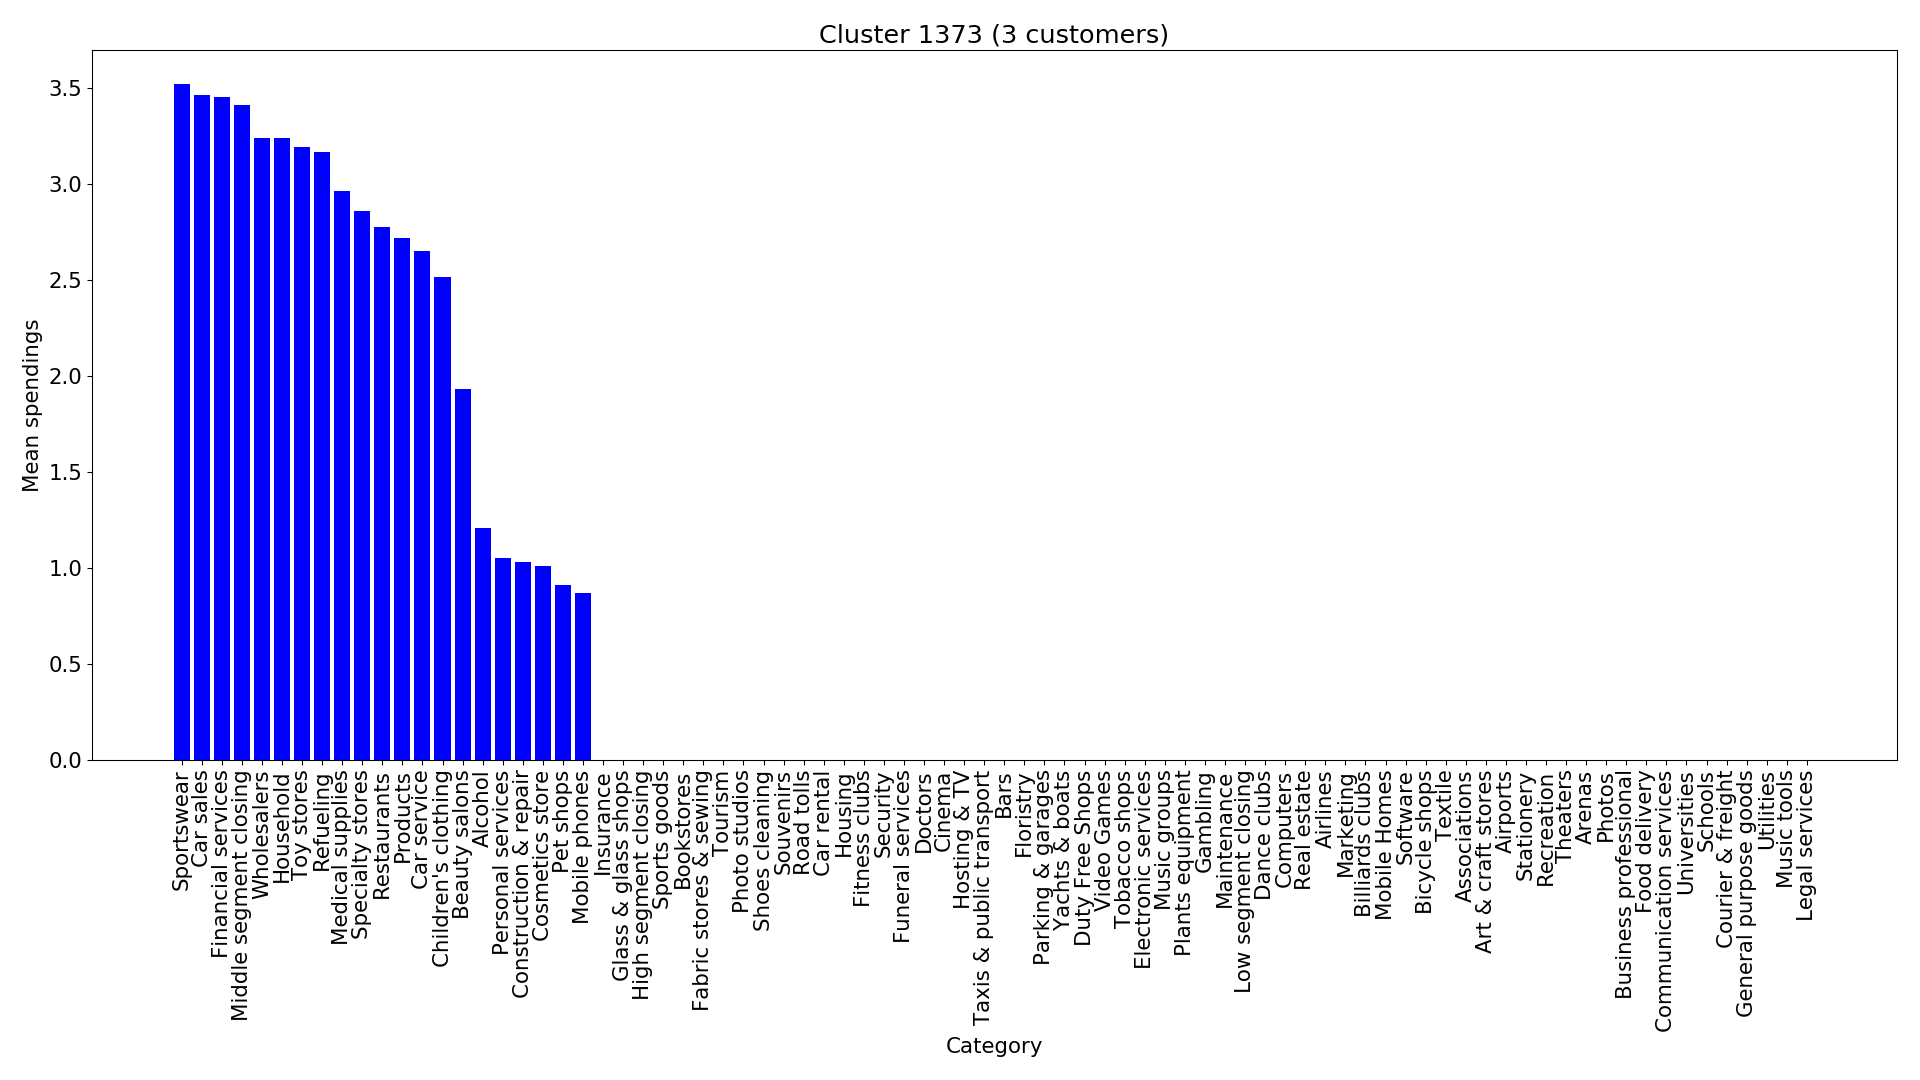 Cluster 1373 (3 customers)
Mean spendings
3.5
3.0
2.5
2.0
1.5
1.0
0.5
0.0
Sportswear
Car sales
Financial services
Middle segment closing
Wholesalers
Household
Toy stores
Refueling
Medical supplies
Specialty stores
Restaurants
Products
Car service
Children's clothing
Beauty salons
Alcohol
Personal services
Construction & repair
Cosmetics store
Pet shops
Mobile phones
Insurance
Glass & glass shops
High segment closing
Sports goods
Bookstores
Fabric stores & sewing
Tourism
Photo studios
Shoes cleaning
Souvenirs
Road tolls
Car rental
Housing
Fitness clubs
Security
Funeral services
Doctors
Cinema
Hosting & TV
Taxis & public transport
Bars
Floristry
Parking & garages
Yachts & boats
Duty Free Shops
Video Games
Tobacco shops
Electronic services
Music groups
Plants equipment
Gambling
Maintenance
Low segment closing
Dance clubs
Computers
Real estate
Airlines
Marketing
Billiards clubs
Mobile Homes
Software
Bicycle shops
Textile
Associations
Art & craft stores
Airports
Stationery
Recreation
Theaters
Arenas
Photos
Business professional
Food delivery
Communication services
Universities
Schools
Courier & freight
General purpose goods
Utilities
Music tools
Legal services
Category